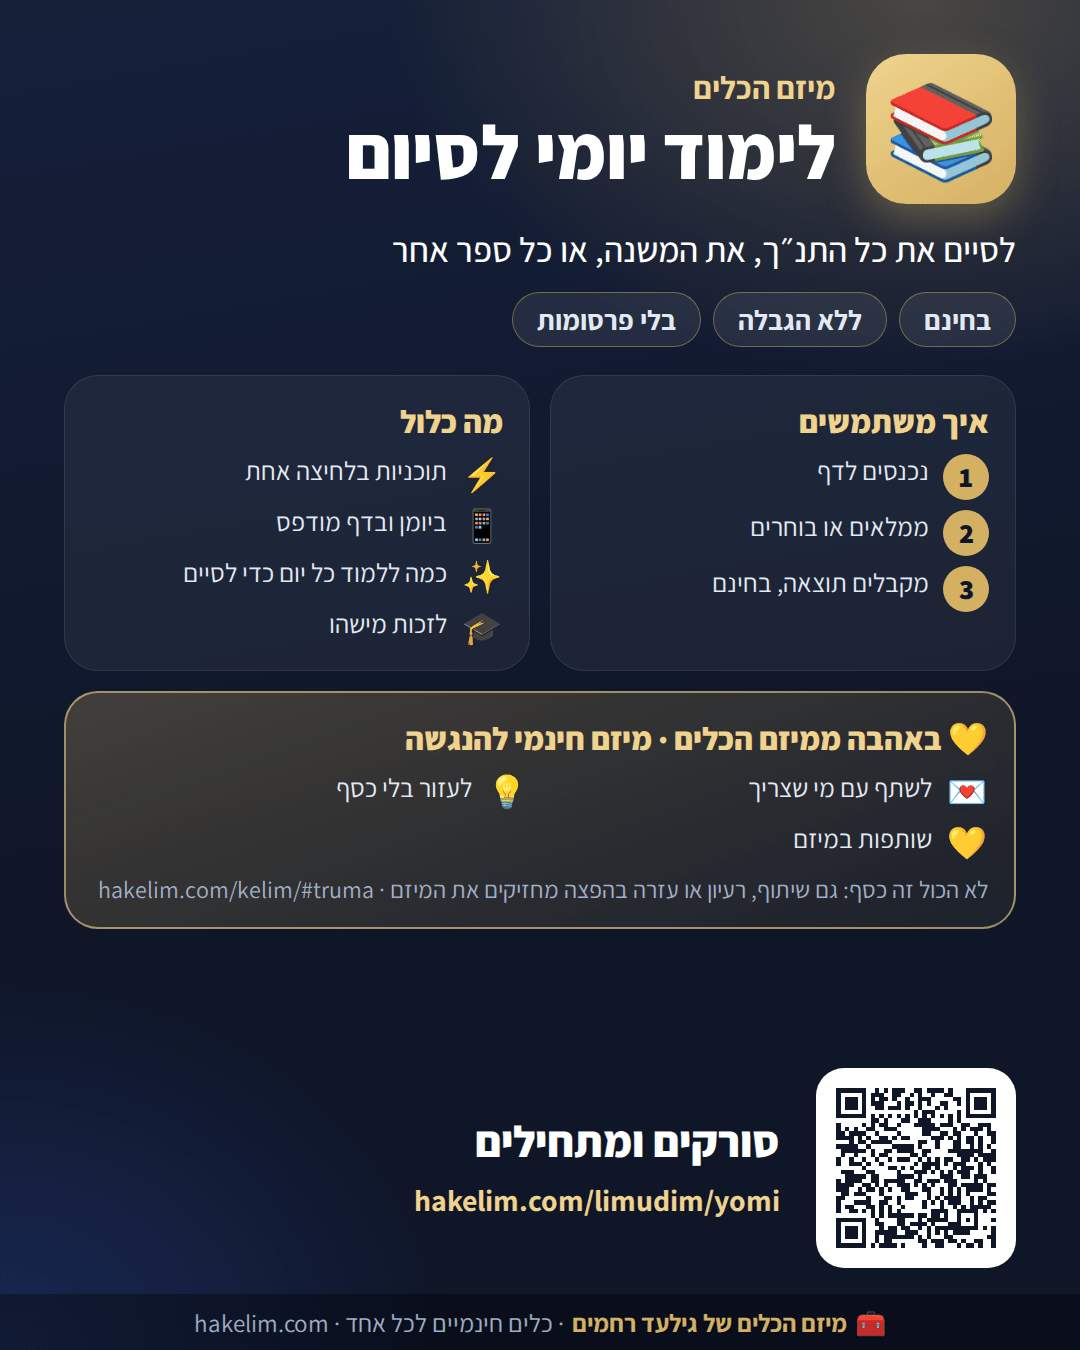 מיזם הכלים
לימוד יומי לסיום
לסיים את כל התנ״ך, את המשנה, או כל ספר אחר
בחינם
ללא הגבלה
בלי פרסומות
איך משתמשים
1 נכנסים לדף
2 ממלאים או בוחרים
3 מקבלים תוצאה, בחינם
מה כלול
תוכניות בלחיצה אחת
ביומן ובדף מודפס
כמה ללמוד כל יום כדי לסיים
לזכות מישהו
באהבה ממיזם הכלים · מיזם חינמי להנגשה
לשתף עם מי שצריך
לעזור בלי כסף
שותפות במיזם
לא הכול זה כסף: גם שיתוף, רעיון או עזרה בהפצה מחזיקים את המיזם · hakelim.com/kelim/#truma
סורקים ומתחילים
hakelim.com/limudim/yomi
מיזם הכלים של גילעד רחמים · כלים חינמיים לכל אחד · hakelim.com